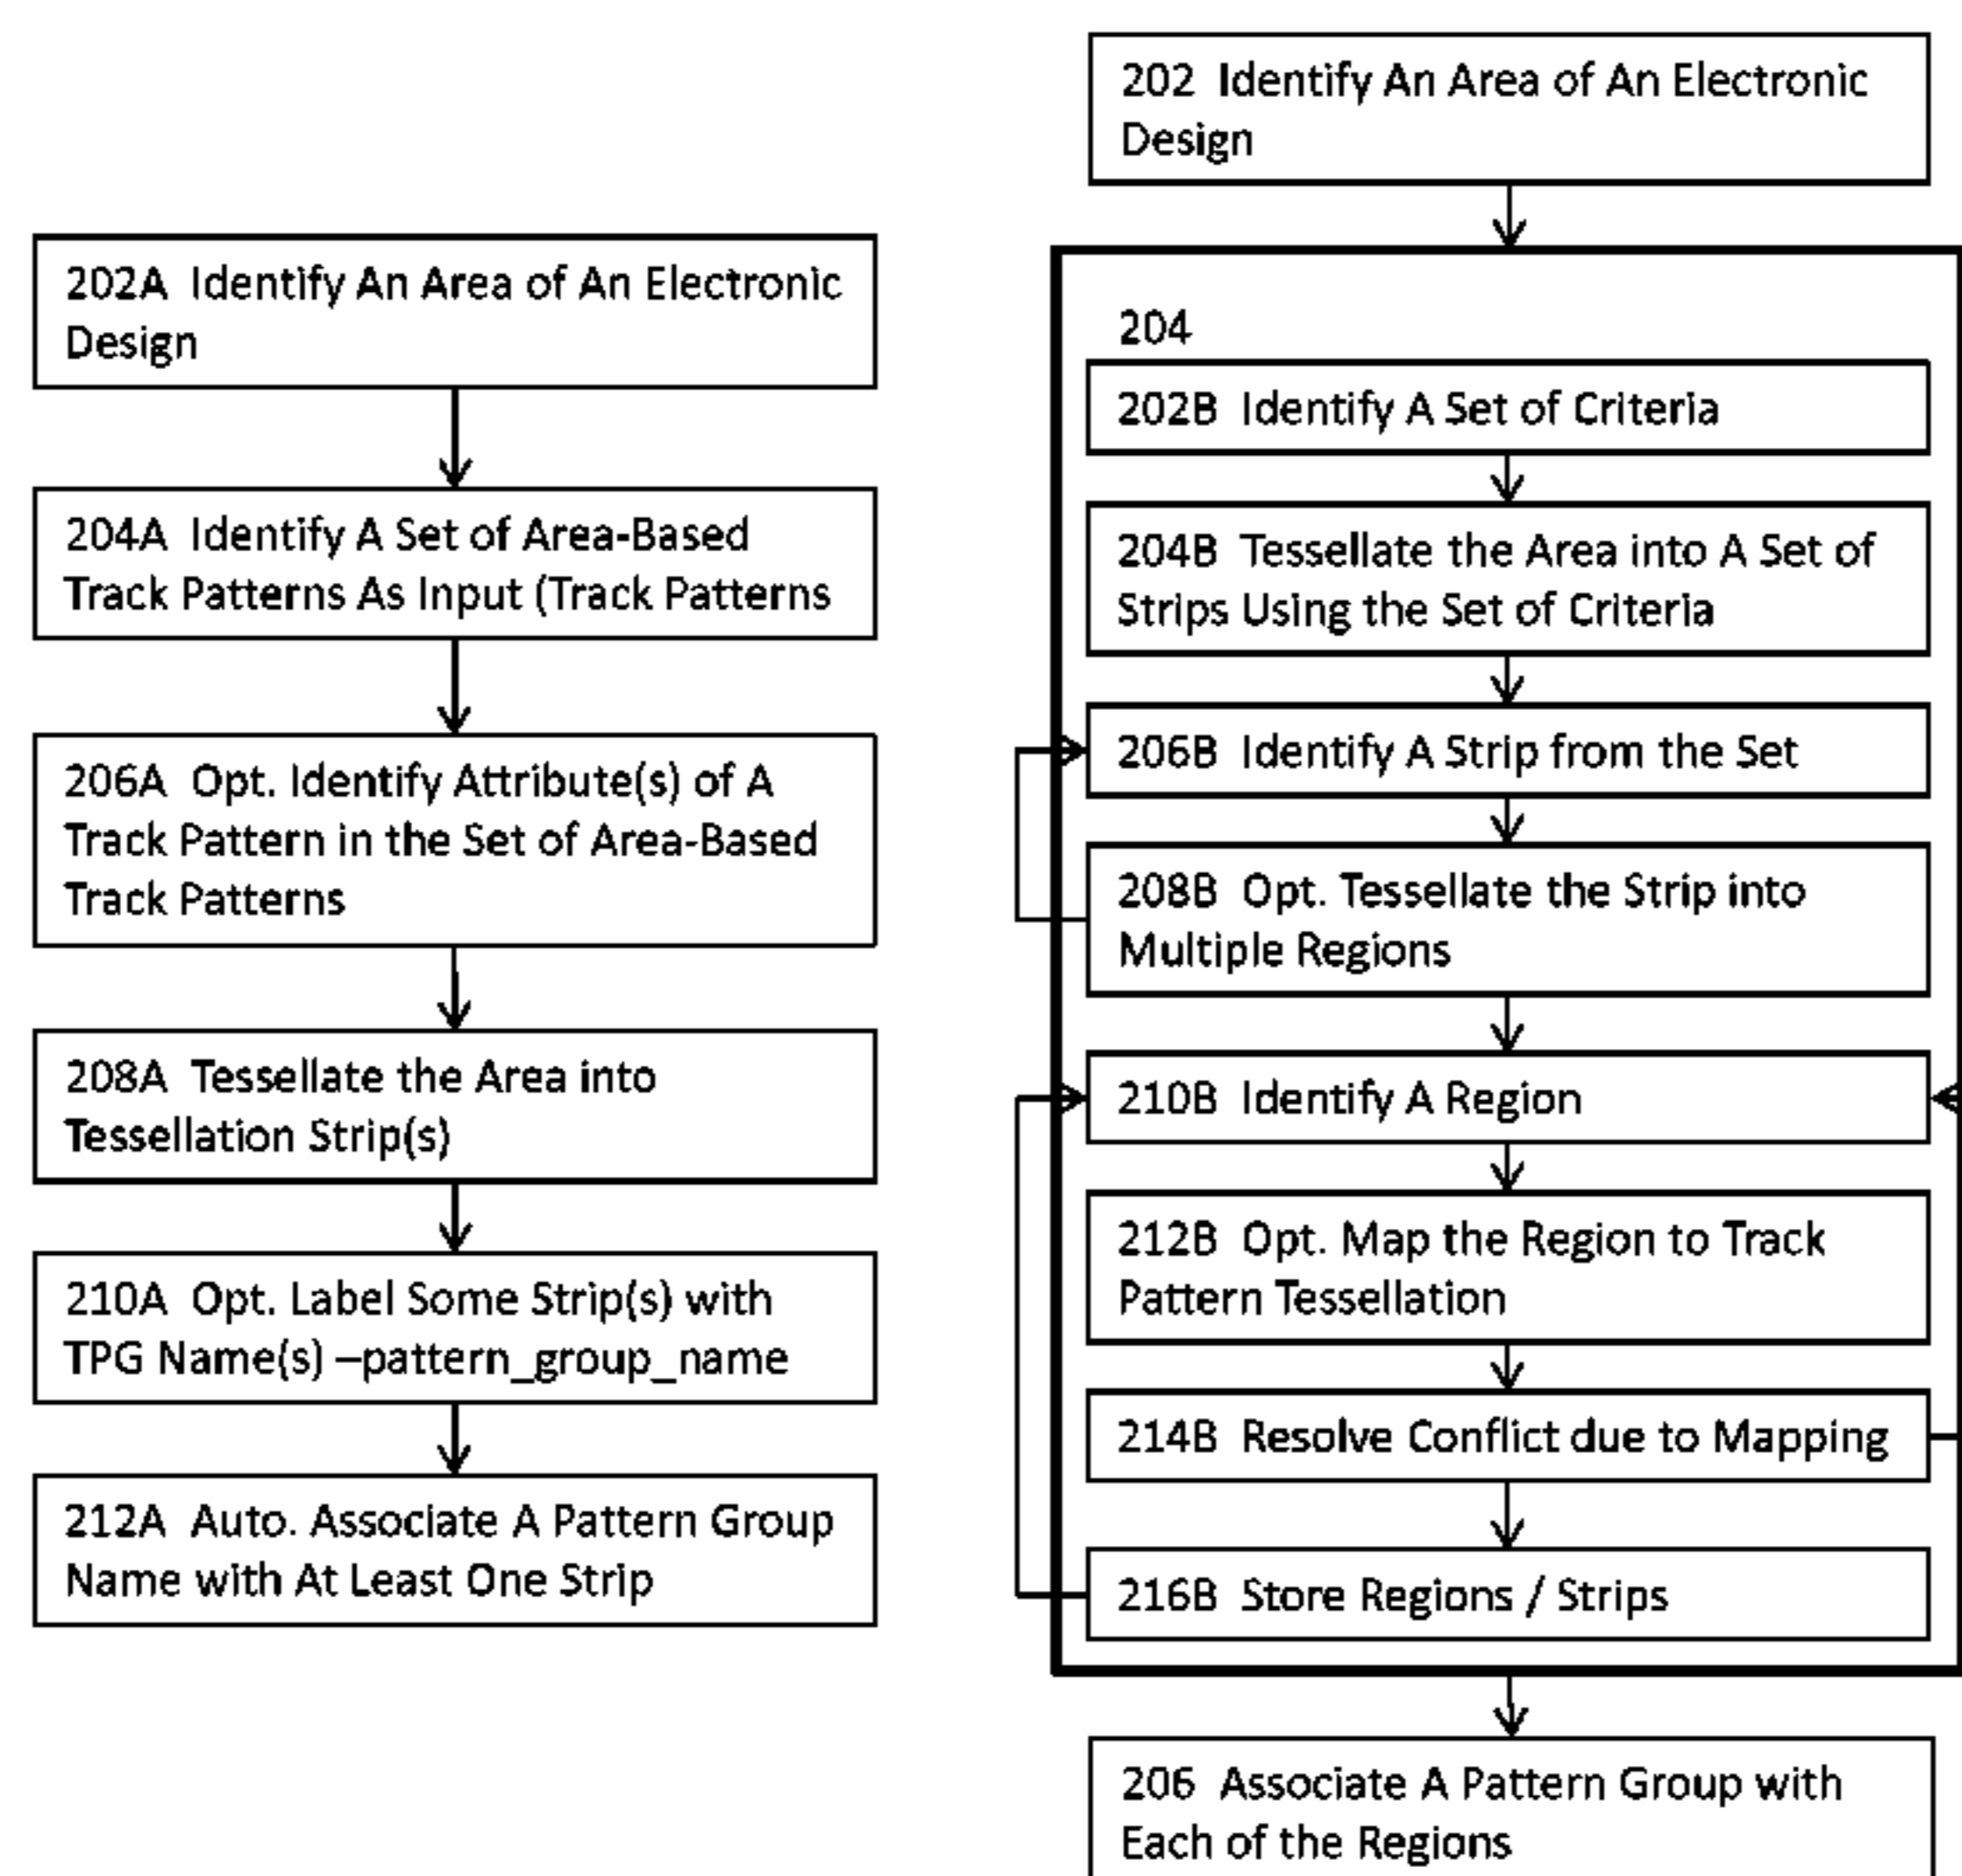 202A Identify An Area of An Electronic
Design
204A Identify A Set of Area-Based
Track Patterns As Input (Track Patterns
206A Opt. Identify Attribute(s) of A
Track Pattern in the Set of Area-Based
Track Patterns
208A Tessellate the Area into
Tessellation Strip(s)
210A Opt. Label Some Strip(s) with
TPG Name(s) –pattern_group_name
212A Auto. Associate A Pattern Group
Name with At Least One Strip
202 Identify An Area of An Electronic
Design
204
202B Identify A Set of Criteria
204B Tessellate the Area into A Set of
Strips Using the Set of Criteria
206B Identify A Strip from the Set
208B Opt. Tessellate the Strip into
Multiple Regions
210B Identify A Region
212B Opt. Map the Region to Track
Pattern Tessellation
214B Resolve Conflict due to Mapping
216B Store Regions / Strips
206 Associate A Pattern Group with
Each of the Regions